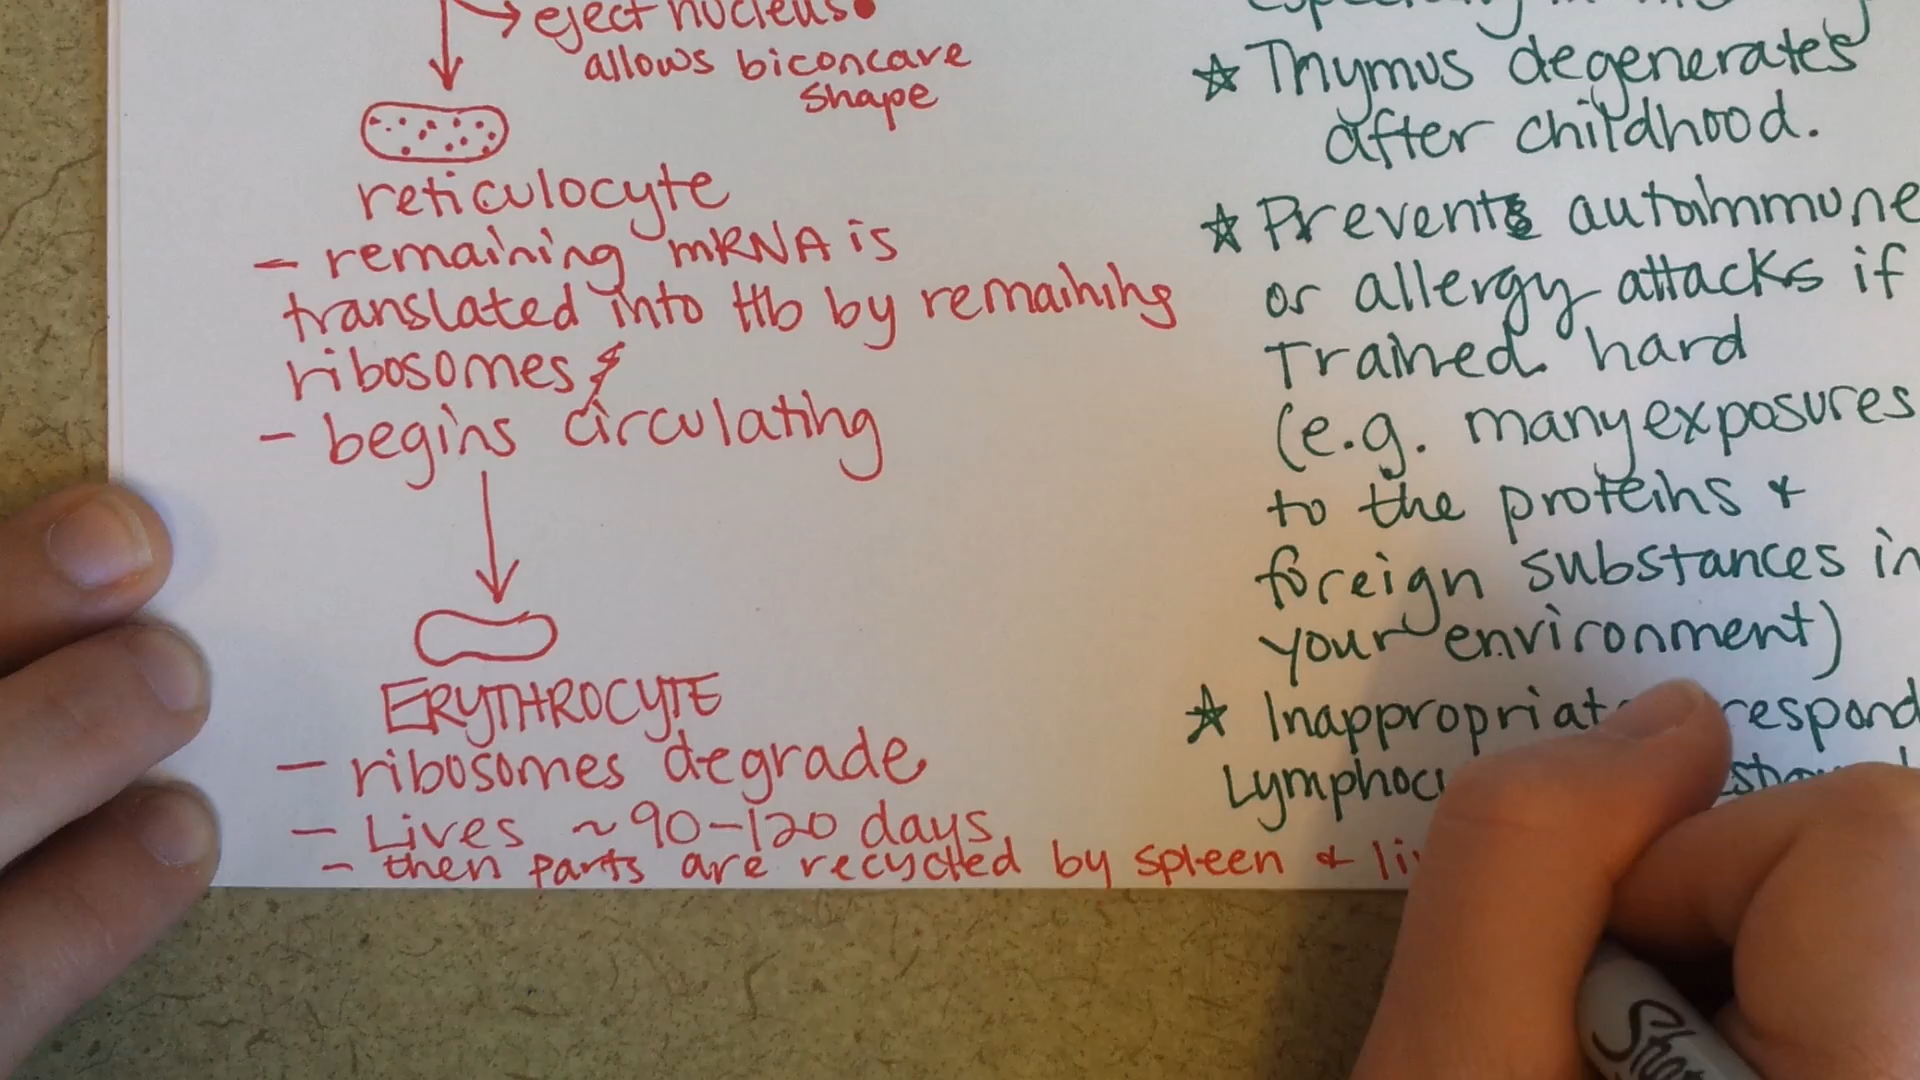 → eject nucleus
allows biconcave
shape
reticulocyte
- remaining mRNA is
translated into Hb by remaining
ribosomes &
- begins circulating
ERYTHROCYTE
- ribosomes degrade
- Lives ~90-120 days
- then parts are recycled by spleen &
☆ Thymus degenerates
after childhood.
☆ Prevents autoimmune
or allergy attacks if
Trained hard
(e.g. many exposures
to the proteins &
foreign substances in
your environment)
☆ respond